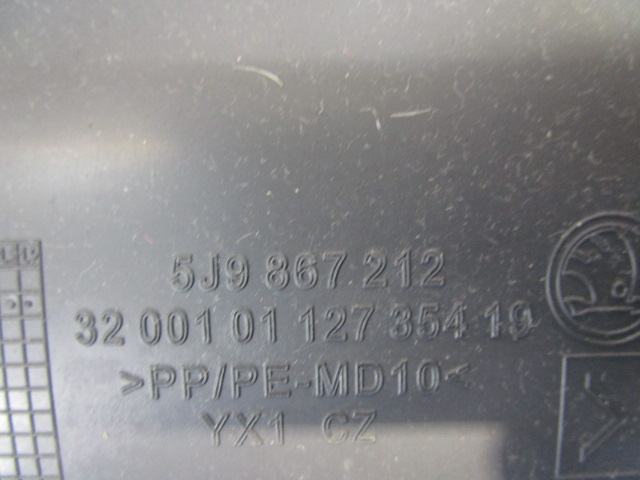 5J9 867 212
32 001 01 127 354 19
>PP/PE-MD10<
YX1 CZ